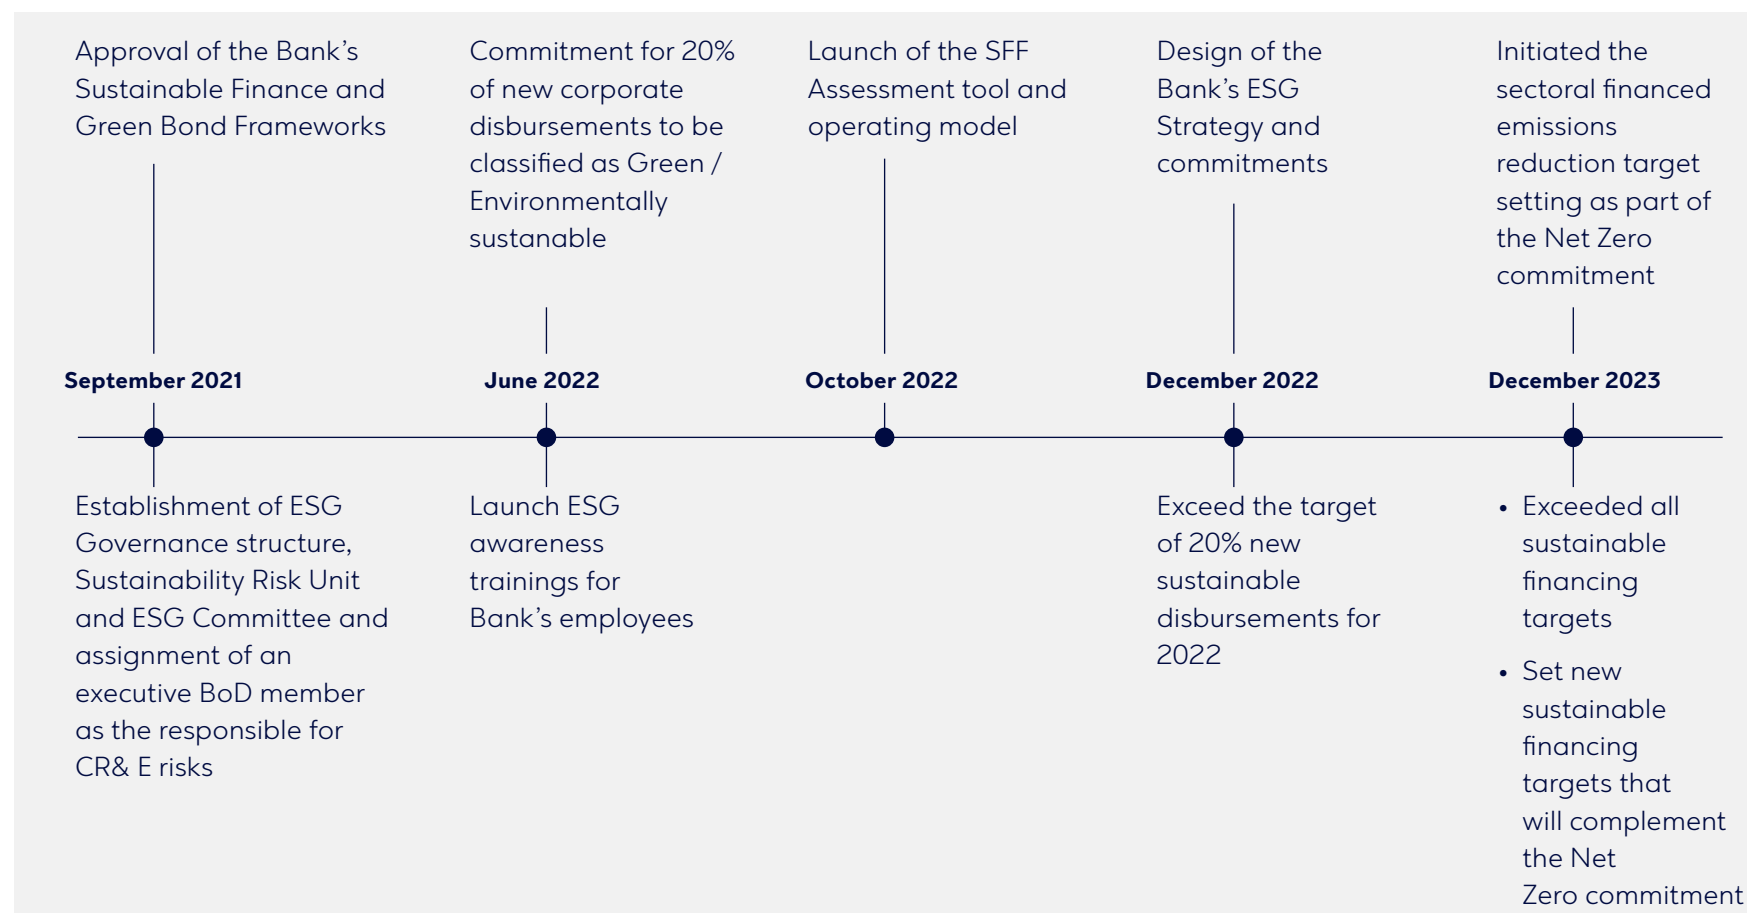 Approval of the Bank's
Sustainable Finance and
Green Bond Frameworks
Commitment for 20%
of new corporate
disbursements to be
classified as Green /
Environmentally
sustanable
Launch of the SFF
Assessment tool and
operating model
Design of the
Bank's ESG
Strategy and
commitments
Initiated the
sectoral financed
emissions
reduction target
setting as part of
the Net Zero
commitment
September 2021
June 2022
October 2022
December 2022
December 2023
Establishment of ESG
Governance structure,
Sustainability Risk Unit
and ESG Committee and
assignment of an
executive BoD member
as the responsible for
CR& E risks
Launch ESG
awareness
trainings for
Bank's employees
Exceed the target
of 20% new
sustainable
disbursements for
2022
• Exceeded all
sustainable
financing
targets
• Set new
sustainable
financing
targets that
will complement
the Net
Zero commitment